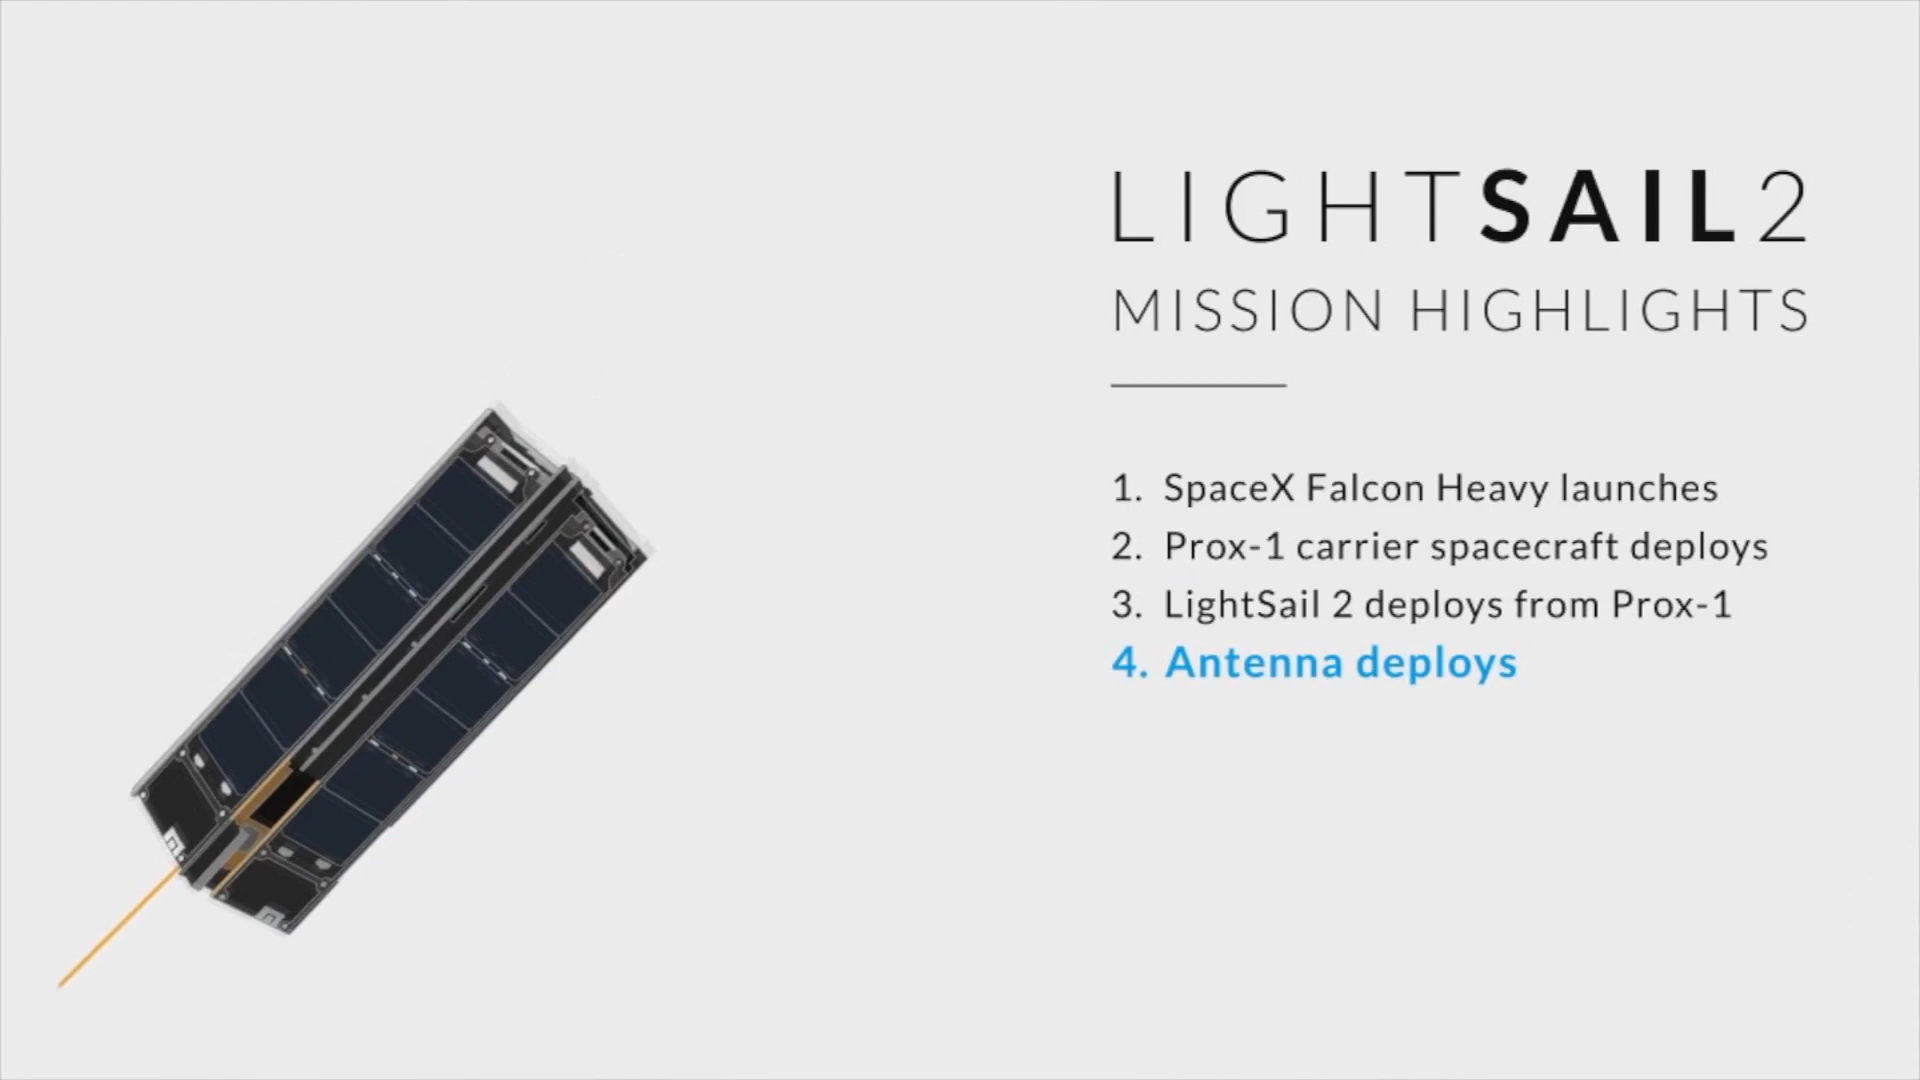 LIGHTSAIL2
MISSION HIGHLIGHTS
1. SpaceX Falcon Heavy launches
2. Prox-1 carrier spacecraft deploys
3. LightSail 2 deploys from Prox-1
4. Antenna deploys